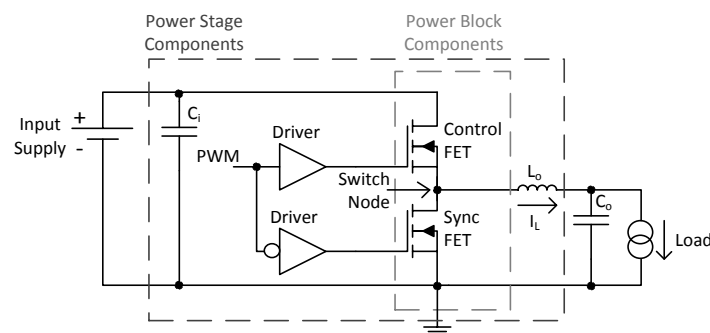 Power Stage
Components
Power Block
Components
Input
Supply
+
-
Ci
Driver
PWM
Control
FET
Switch
Node
Driver
Sync
FET
Lo
IL
Co
Load